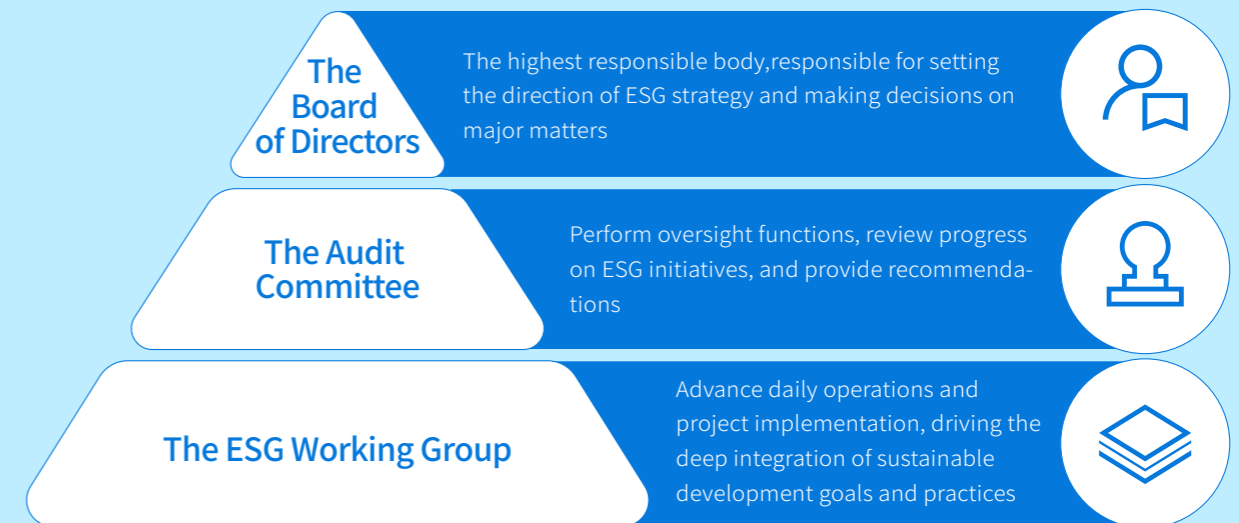 The
Board
of Directors
The highest responsible body,responsible for setting
the direction of ESG strategy and making decisions on
major matters
The Audit
Committee
Perform oversight functions, review progress
on ESG initiatives, and provide recommenda-
tions
The ESG Working Group
Advance daily operations and
project implementation, driving the
deep integration of sustainable
development goals and practices